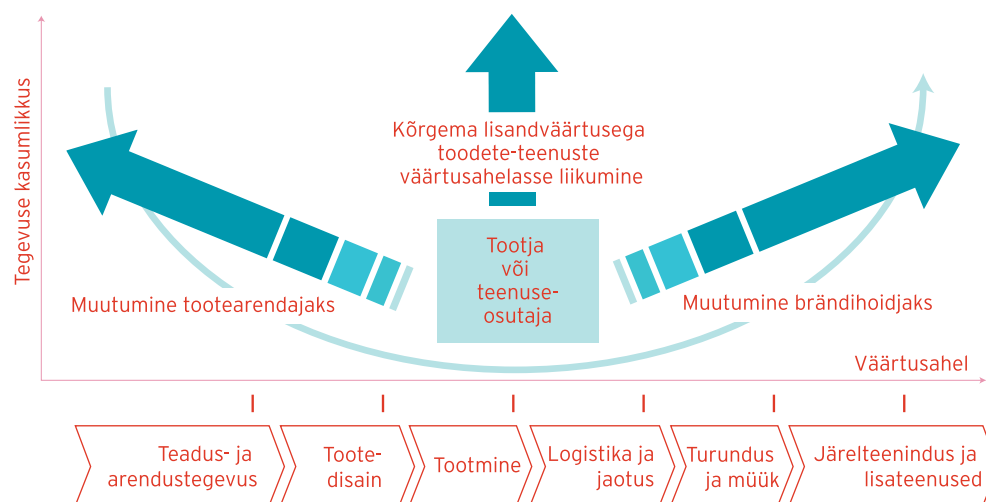 Tegevuse kasumlikkus
Kõrgema lisandväärtusega
toodete-teenuste
väärtusahelasse liikumine
Tootja
või
teenuse-
osutaja
Muutumine tootearendajaks
Muutumine brändihoidjaks
Väärtusahel
Teadus- ja
arendustegevus
Toote-
disain
Tootmine
Logistika ja
jaotus
Turundus
ja müük
Järelteenindus ja
lisateenused